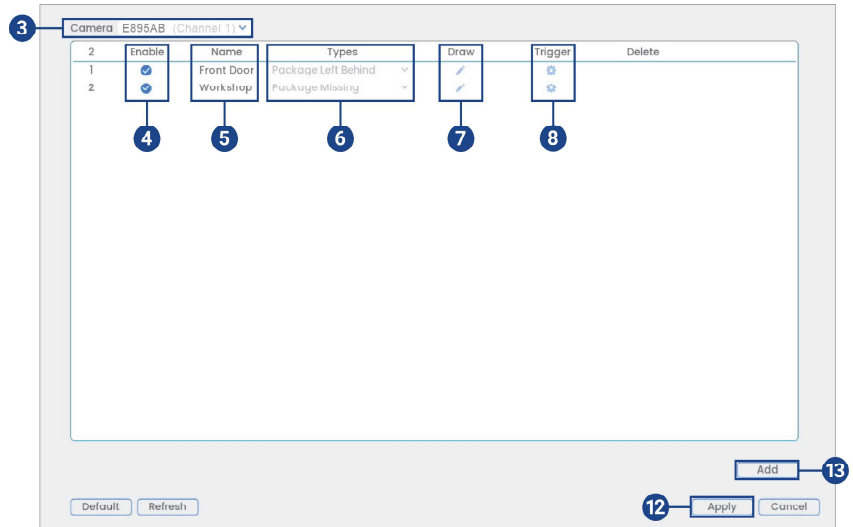 3 Camera E895AB (Channel 1)
2 Enable Name Types Draw Trigger Delete
1 Front Door Package Left Behind
2 Workshop Package Missing
4 5 6 7 8
Add 13
Default Refresh 12 Apply Cancel